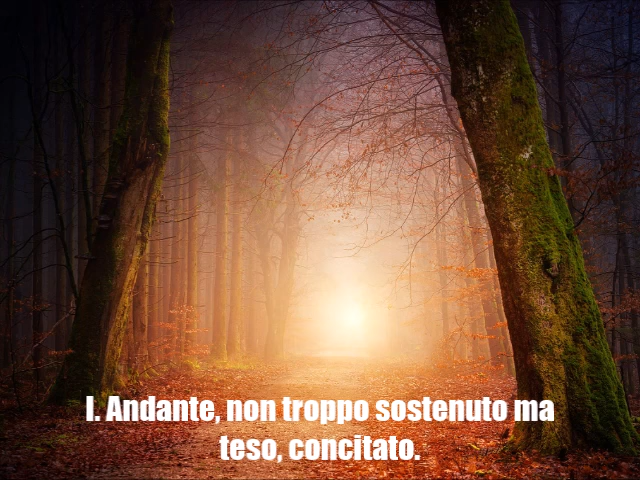 I. Andante, non troppo sostenuto ma
teso, concitato.